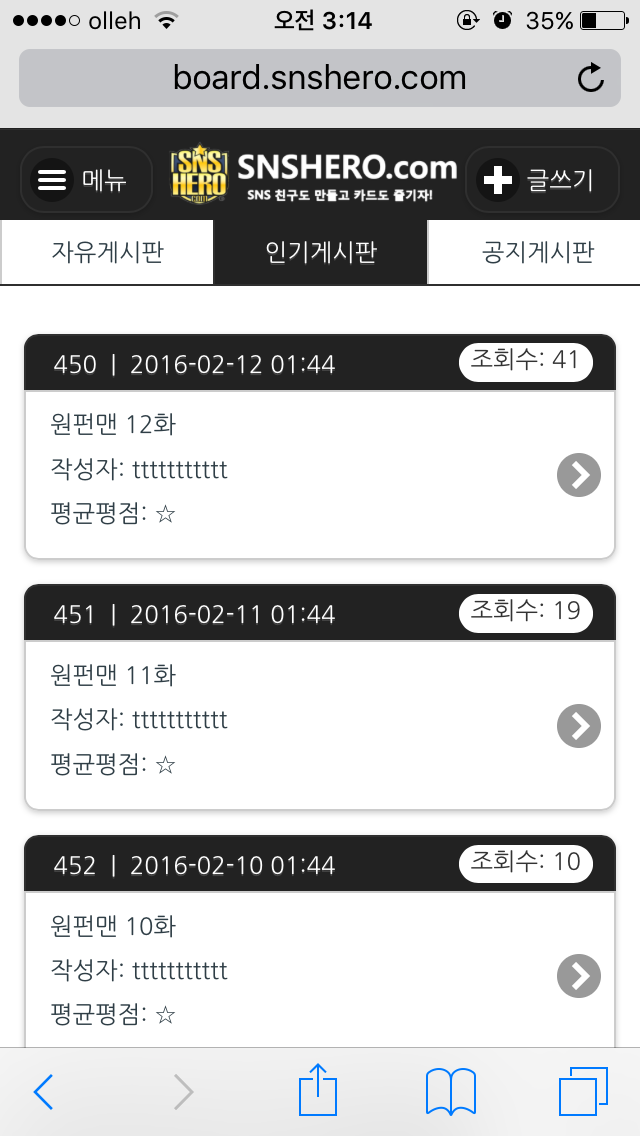 olleh 오전 3:14 35%
board.snshero.com
메뉴
SNS
HERO
.COM
SNSHERO.com
SNS 친구도 만들고 카드도 즐기자!
글쓰기
자유게시판 인기게시판 공지게시판
450 | 2016-02-12 01:44 조회수: 41
원펀맨 12화
작성자: ttttttttttt
평균평점: ☆
451 | 2016-02-11 01:44 조회수: 19
원펀맨 11화
작성자: ttttttttttt
평균평점: ☆
452 | 2016-02-10 01:44 조회수: 10
원펀맨 10화
작성자: ttttttttttt
평균평점: ☆